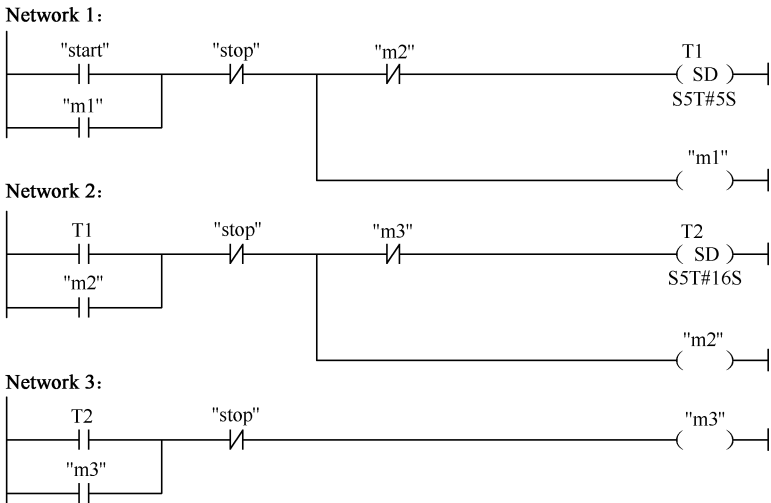 Network 1：
"start" "stop" "m2" T1
( SD )
S5T#5S
"m1"
"m1"
Network 2：
T1 "stop" "m3" T2
( SD )
S5T#16S
"m2"
"m2"
Network 3：
T2 "stop" "m3"
"m3"